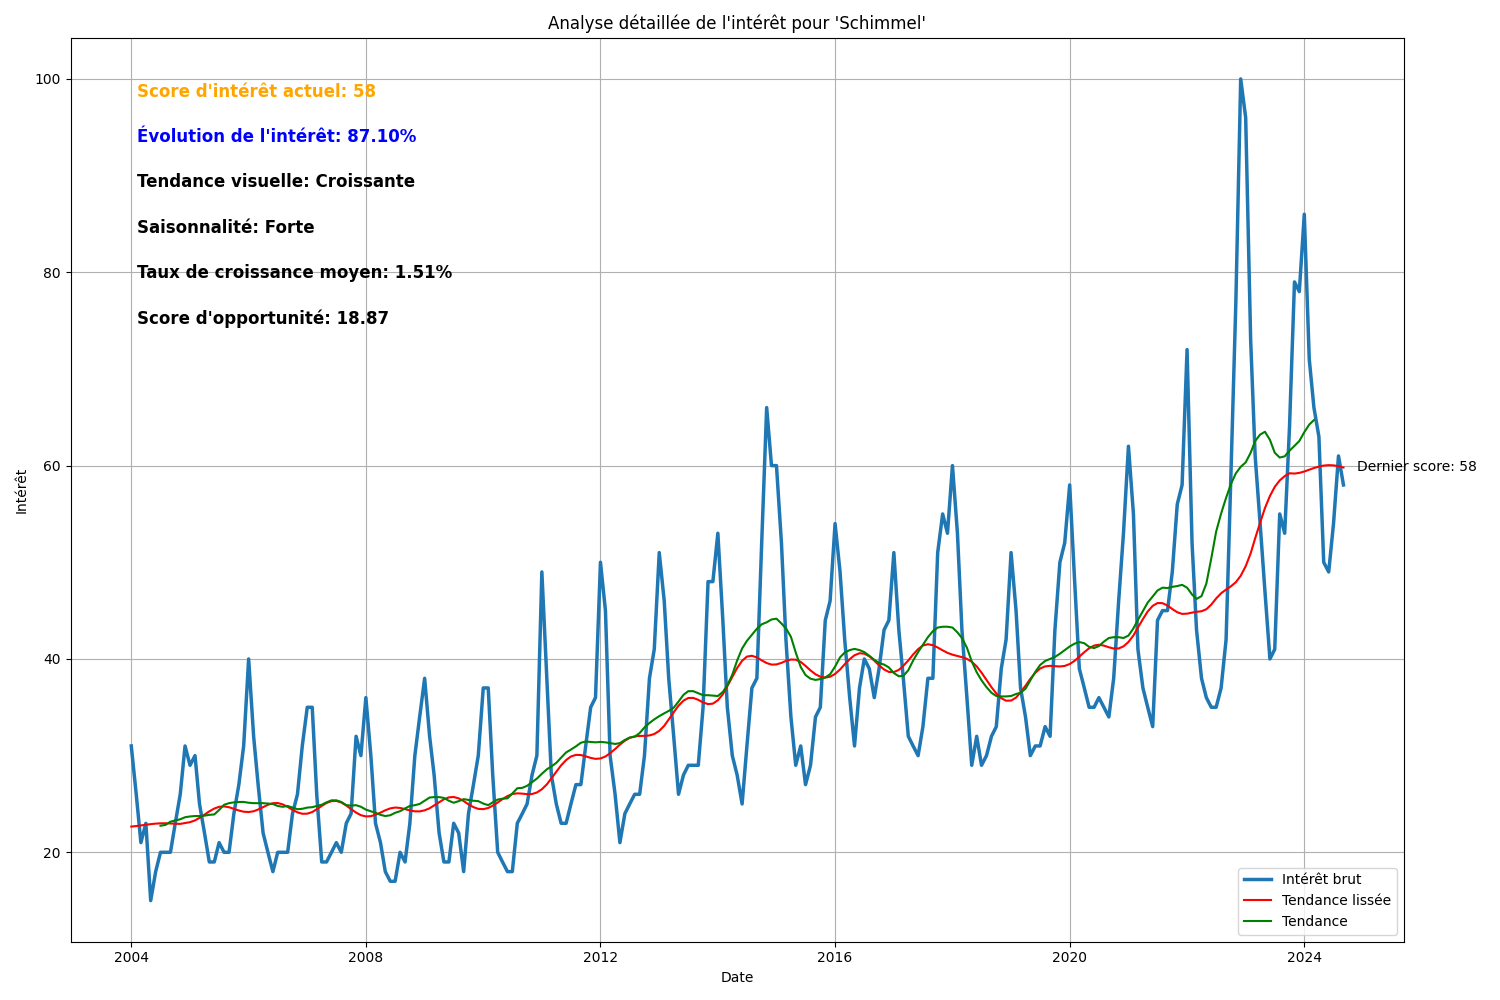 Analyse détaillée de l'intérêt pour 'Schimmel'
Score d'intérêt actuel: 58
Évolution de l'intérêt: 87.10%
Tendance visuelle: Croissante
Saisonnalité: Forte
Taux de croissance moyen: 1.51%
Score d'opportunité: 18.87
100
80
60
40
20
Intérêt
Dernier score: 58
Intérêt brut
Tendance lissée
Tendance
2004 2008 2012 2016 2020 2024
Date